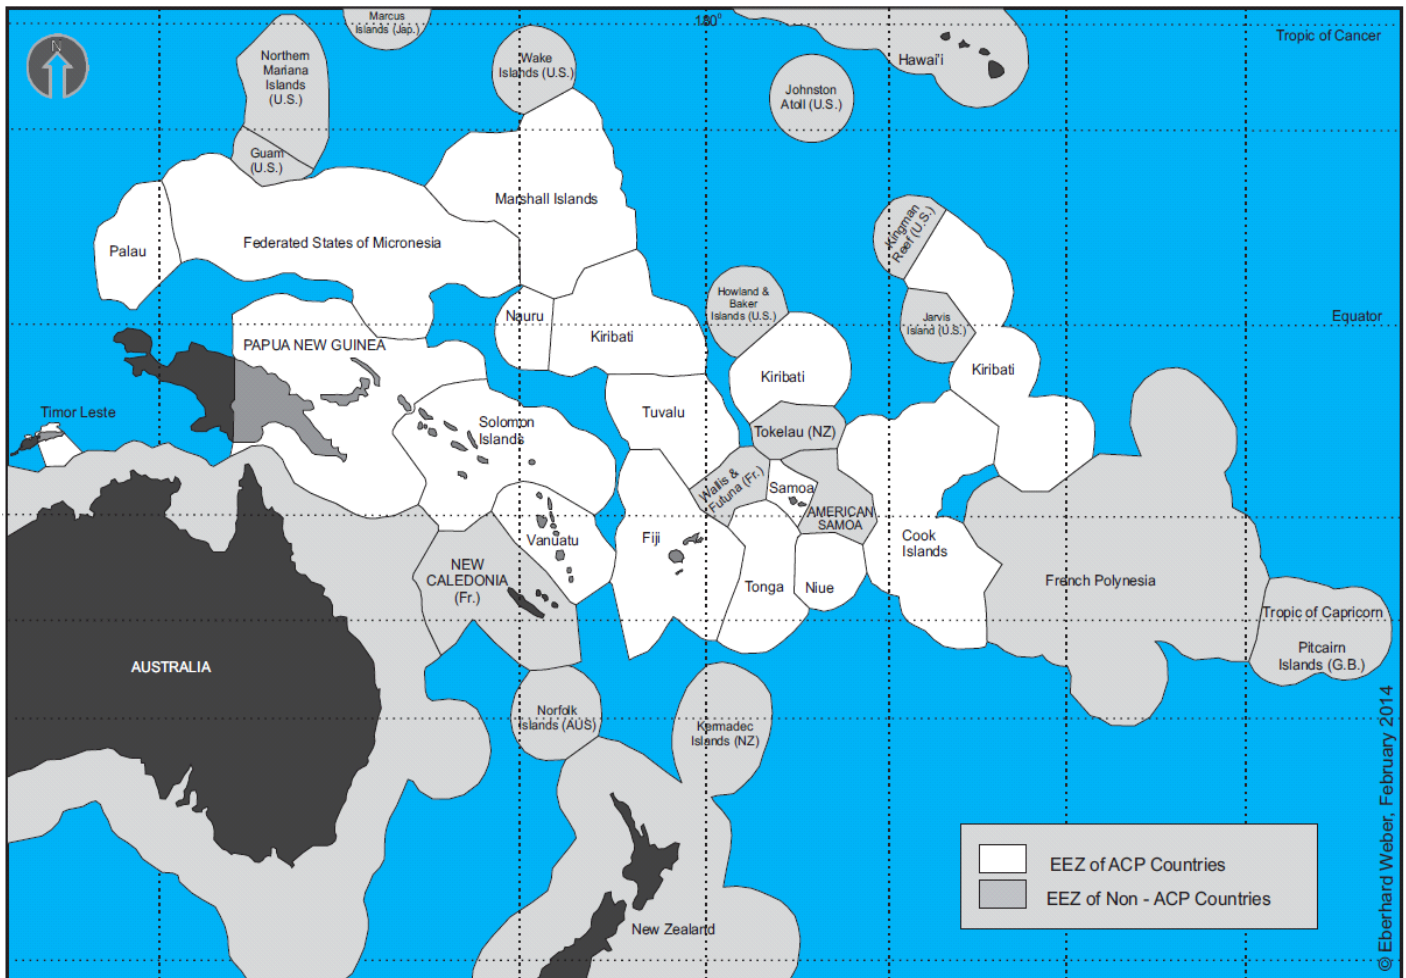 Marcus
Islands (Jap.)
180°
Tropic of Cancer
N
Northern
Mariana
Islands
(U.S.)
Wake
Islands (U.S.)
Hawai'i
Johnston
Atoll (U.S.)
Guam
(U.S.)
Marshall Islands
Kingman
Reef (U.S.)
Palau
Federated States of Micronesia
Howland &
Baker
Islands (U.S.)
Nauru
Kiribati
Jarvis
Island (U.S.)
Equator
PAPUA NEW GUINEA
Kiribati
Kiribati
Timor Leste
Solomon
Islands
Tuvalu
Tokelau (NZ)
Wallis &
Futuna (Fr.)
Samoa
AMERICAN
SAMOA
Vanuatu
Fiji
Cook
Islands
NEW
CALEDONIA
(Fr.)
Tonga
Niue
French Polynesia
Tropic of Capricorn
Pitcairn
Islands (G.B.)
AUSTRALIA
Norfolk
Islands (AUS)
Kermadec
Islands (NZ)
New Zealand
EEZ of ACP Countries
EEZ of Non - ACP Countries
© Eberhard Weber, February 2014